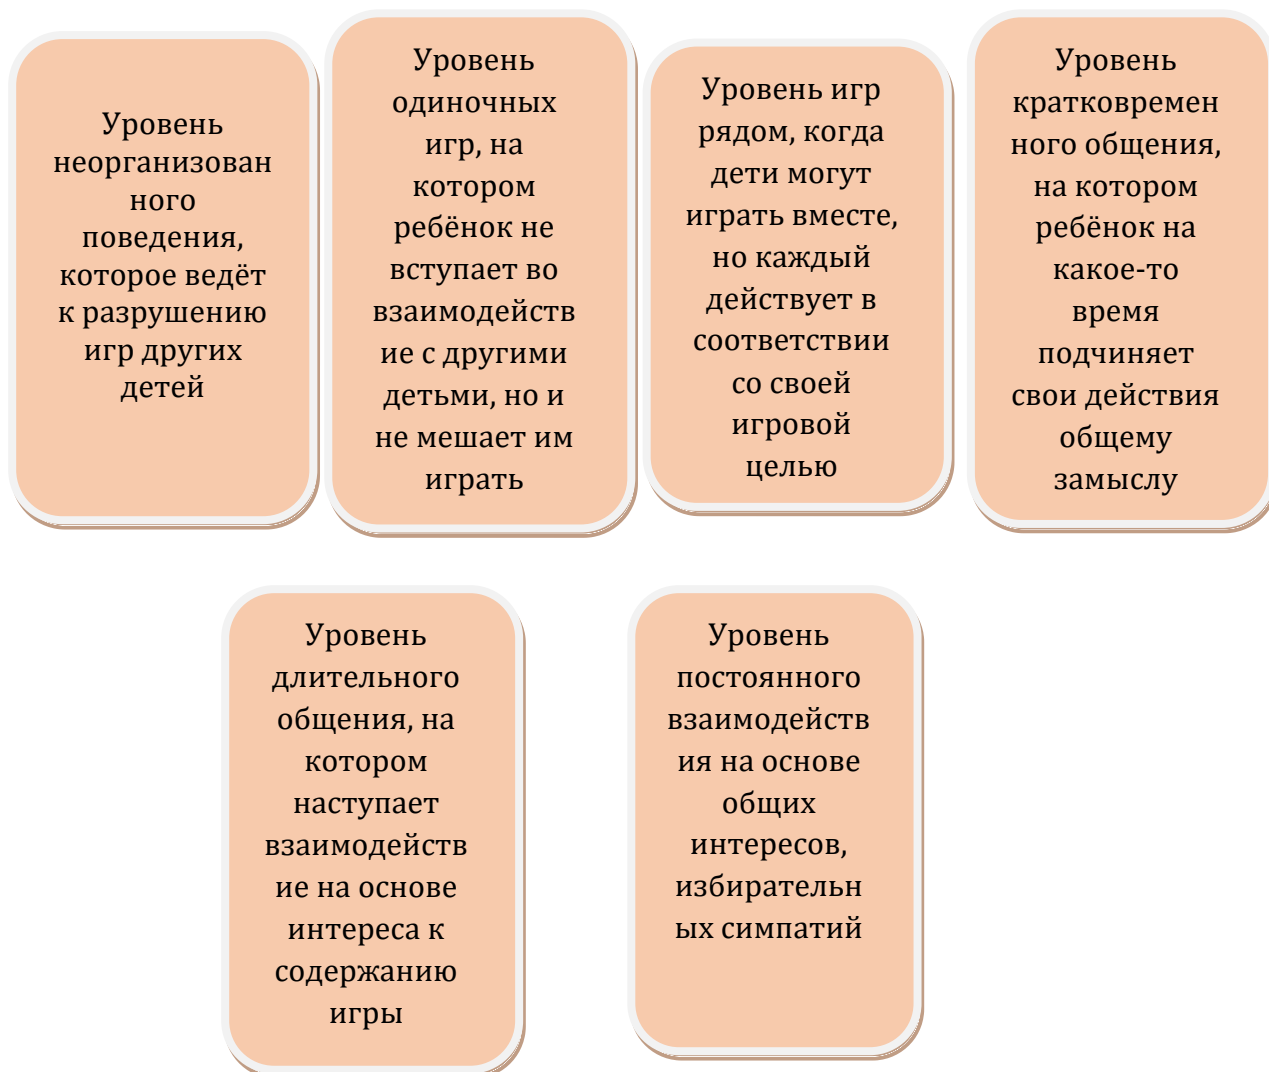 Уровень
неорганизован
ного
поведения,
которое ведёт
к разрушению
игр других
детей
Уровень
одиночных
игр, на
котором
ребёнок не
вступает во
взаимодейств
ие с другими
детьми, но и
не мешает им
играть
Уровень игр
рядом, когда
дети могут
играть вместе,
но каждый
действует в
соответствии
со своей
игровой
целью
Уровень
кратковремен
ного общения,
на котором
ребёнок на
какое-то
время
подчиняет
свои действия
общему
замыслу
Уровень
длительного
общения, на
котором
наступает
взаимодейств
ие на основе
интереса к
содержанию
игры
Уровень
постоянного
взаимодейств
ия на основе
общих
интересов,
избирательн
ых симпатий